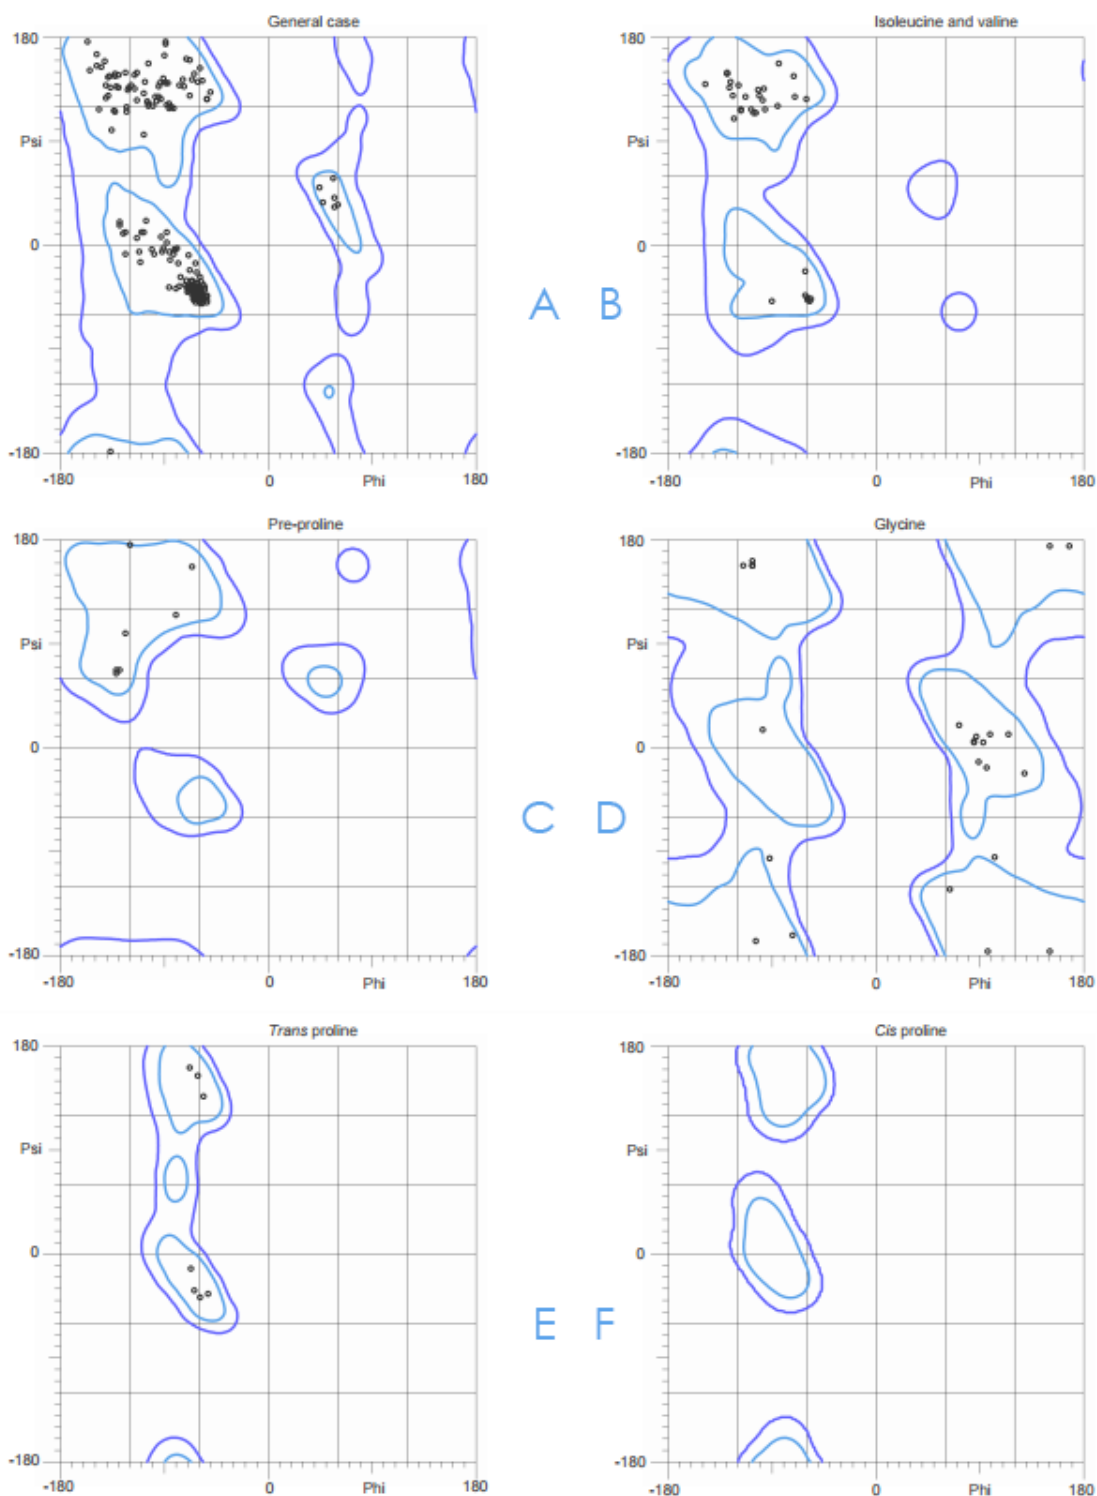 General case
180
Psi
0
-180
-180
0
Phi
180
Isoleucine and valine
180
Psi
0
-180
-180
0
Phi
180
A B
Pre-proline
180
Psi
0
-180
-180
0
Phi
180
Glycine
180
Psi
0
-180
-180
0
Phi
180
C D
Trans proline
180
Psi
0
-180
-180
0
Phi
180
Cis proline
180
Psi
0
-180
-180
0
Phi
180
E F